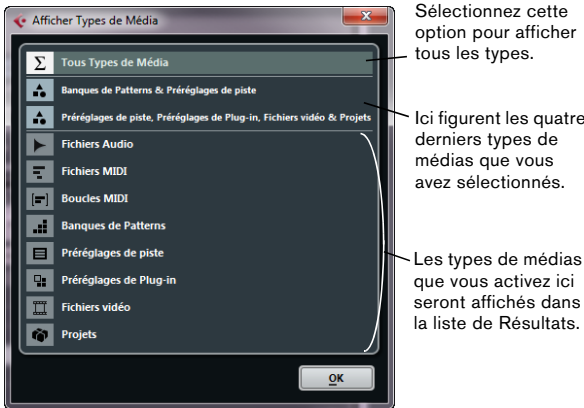 Afficher Types de Média
Tous Types de Média
Banques de Patterns & Préréglages de piste
Préréglages de piste, Préréglages de Plug-in, Fichiers vidéo & Projets
Fichiers Audio
Fichiers MIDI
Boucles MIDI
Banques de Patterns
Préréglages de piste
Préréglages de Plug-in
Fichiers vidéo
Projets
OK
Sélectionnez cette
option pour afficher
tous les types.
Ici figurent les quatre
derniers types de
médias que vous
avez sélectionnés.
Les types de médias
que vous activez ici
seront affichés dans
la liste de Résultats.